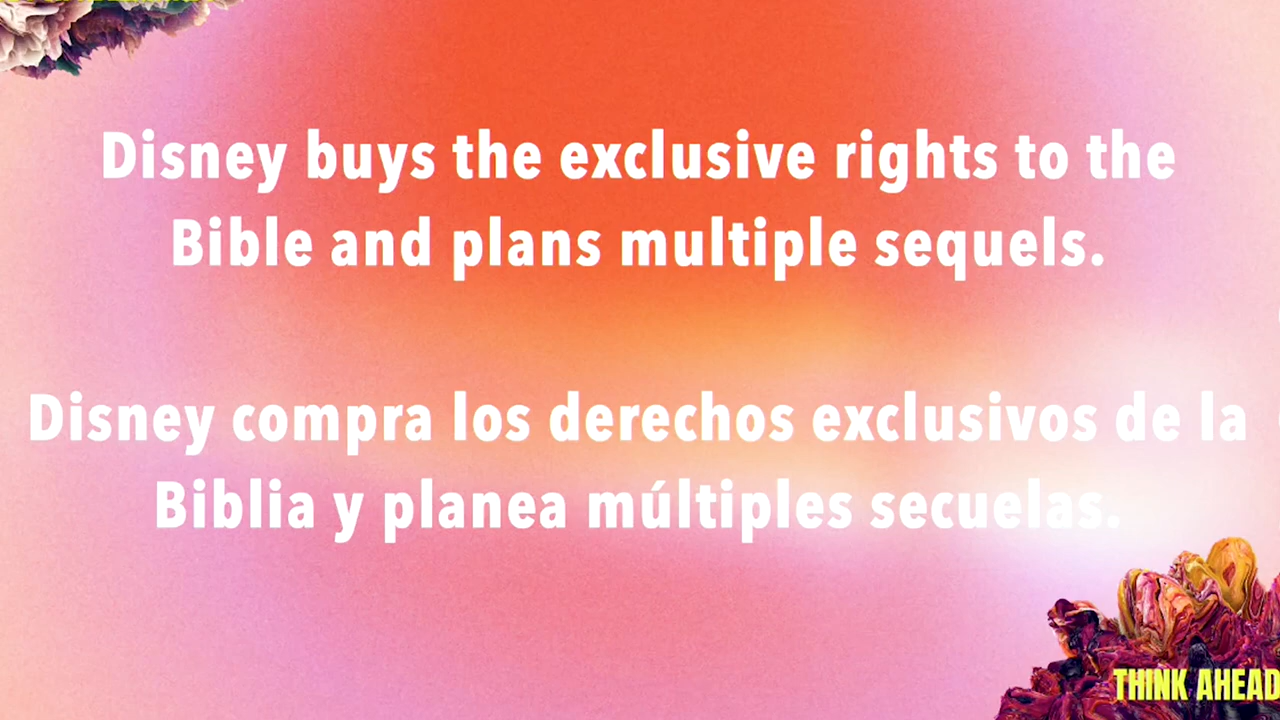 Disney buys the exclusive rights to the
Bible and plans multiple sequels.
Disney compra los derechos exclusivos de la
Biblia y planea múltiples secuelas.
THINK AHEAD